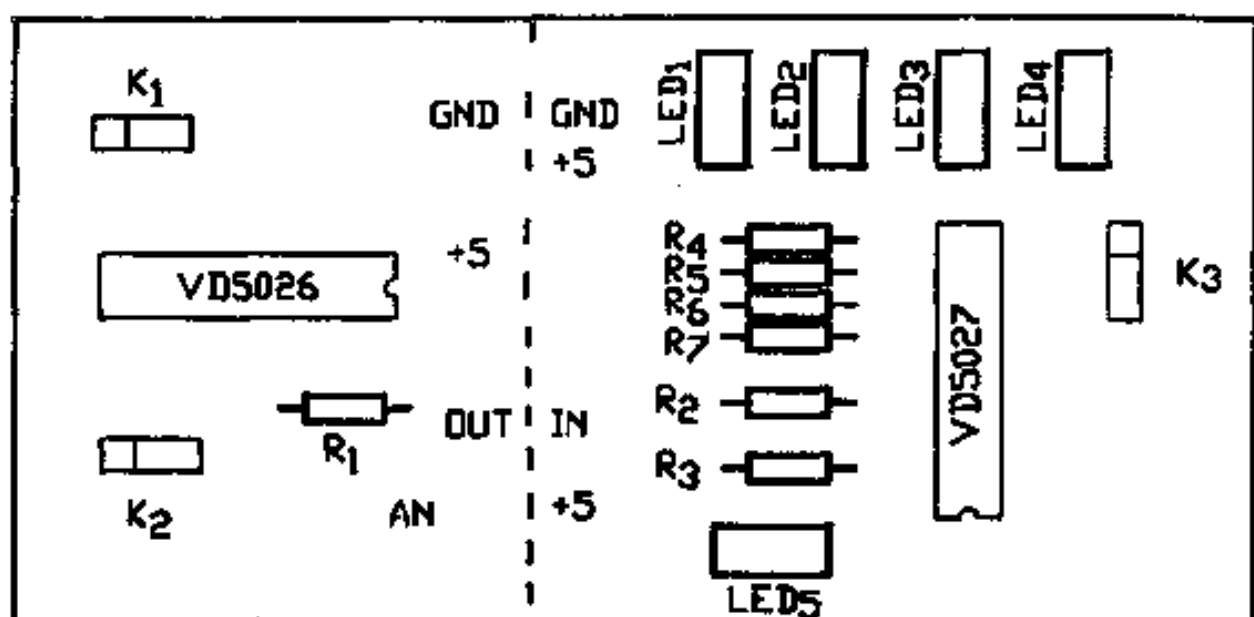 K1
GND
GND
+5
LED1
LED2
LED3
LED4
VD5026
+5
R4
R5
R6
R7
K3
VD5027
R1
OUT
IN
R2
R3
K2
AN
+5
LED5